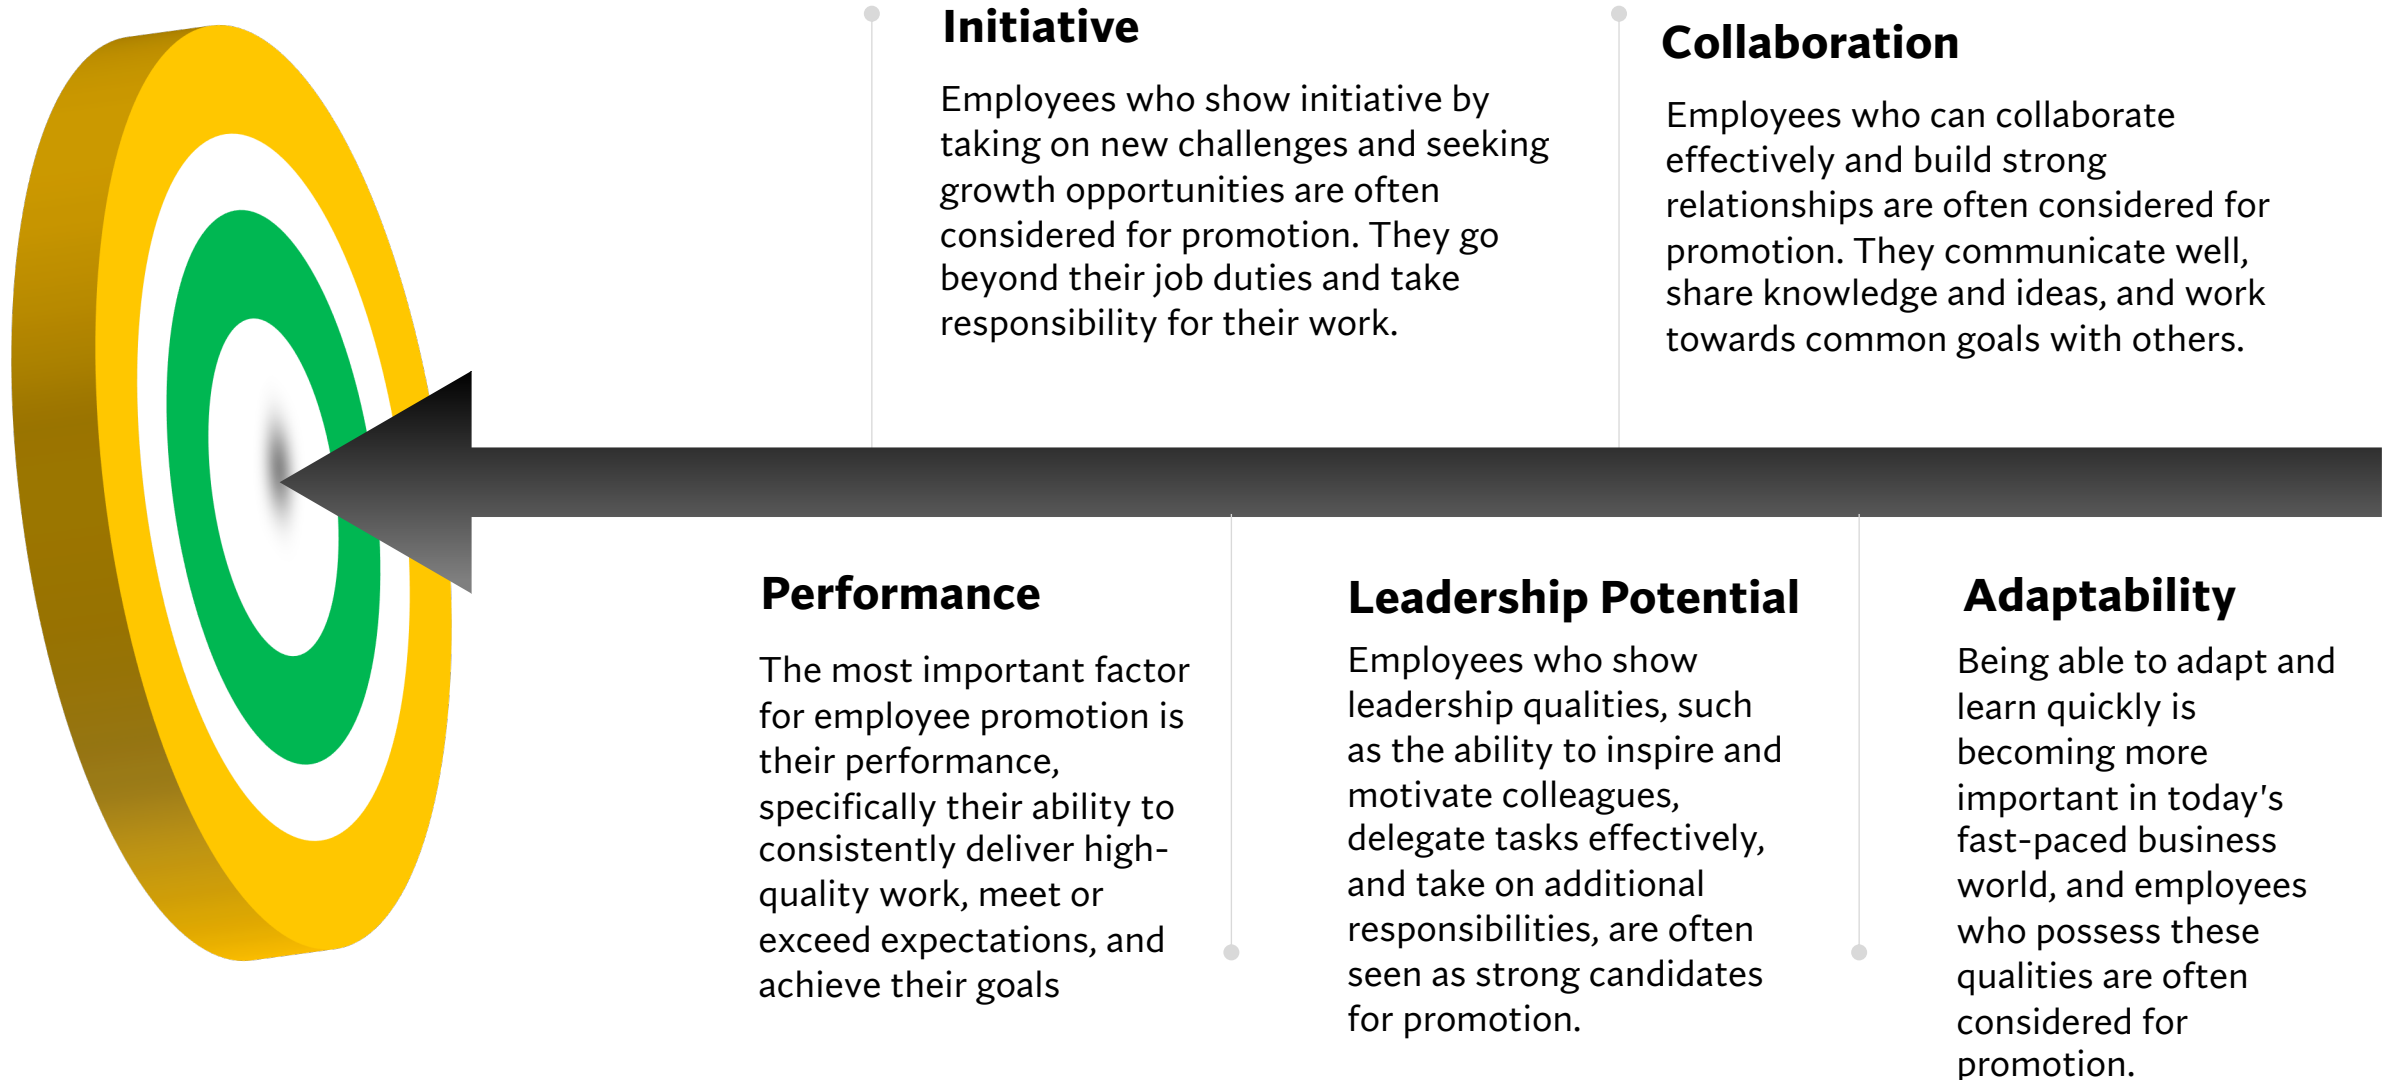 Initiative
Employees who show initiative by
taking on new challenges and seeking
growth opportunities are often
considered for promotion. They go
beyond their job duties and take
responsibility for their work.
Collaboration
Employees who can collaborate
effectively and build strong
relationships are often considered for
promotion. They communicate well,
share knowledge and ideas, and work
towards common goals with others.
Performance
The most important factor
for employee promotion is
their performance,
specifically their ability to
consistently deliver high-
quality work, meet or
exceed expectations, and
achieve their goals
Leadership Potential
Employees who show
leadership qualities, such
as the ability to inspire and
motivate colleagues,
delegate tasks effectively,
and take on additional
responsibilities, are often
seen as strong candidates
for promotion.
Adaptability
Being able to adapt and
learn quickly is
becoming more
important in today's
fast-paced business
world, and employees
who possess these
qualities are often
considered for
promotion.